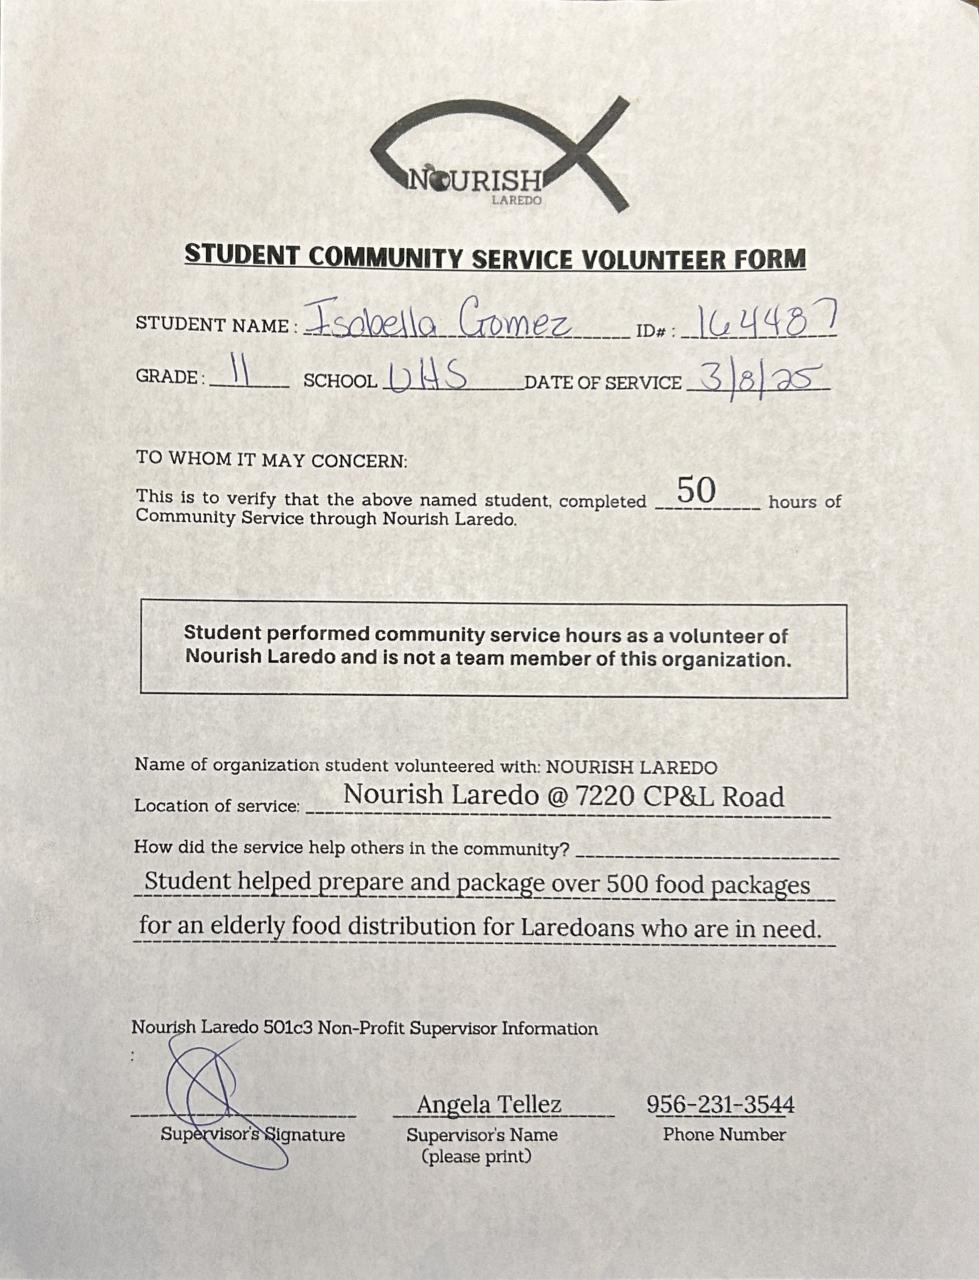 NOURISH
LAREDO
STUDENT COMMUNITY SERVICE VOLUNTEER FORM
STUDENT NAME: Isabella Gomez ID#: 164487
GRADE: 11 SCHOOL UHS DATE OF SERVICE 3/8/25
TO WHOM IT MAY CONCERN:
This is to verify that the above named student, completed 50 hours of
Community Service through Nourish Laredo.
Student performed community service hours as a volunteer of
Nourish Laredo and is not a team member of this organization.
Name of organization student volunteered with: NOURISH LAREDO
Location of service: Nourish Laredo @ 7220 CP&L Road
How did the service help others in the community?
Student helped prepare and package over 500 food packages
for an elderly food distribution for Laredoans who are in need.
Nourish Laredo 501c3 Non-Profit Supervisor Information
:
Angela Tellez 956-231-3544
Supervisor's Signature Supervisor's Name Phone Number
(please print)